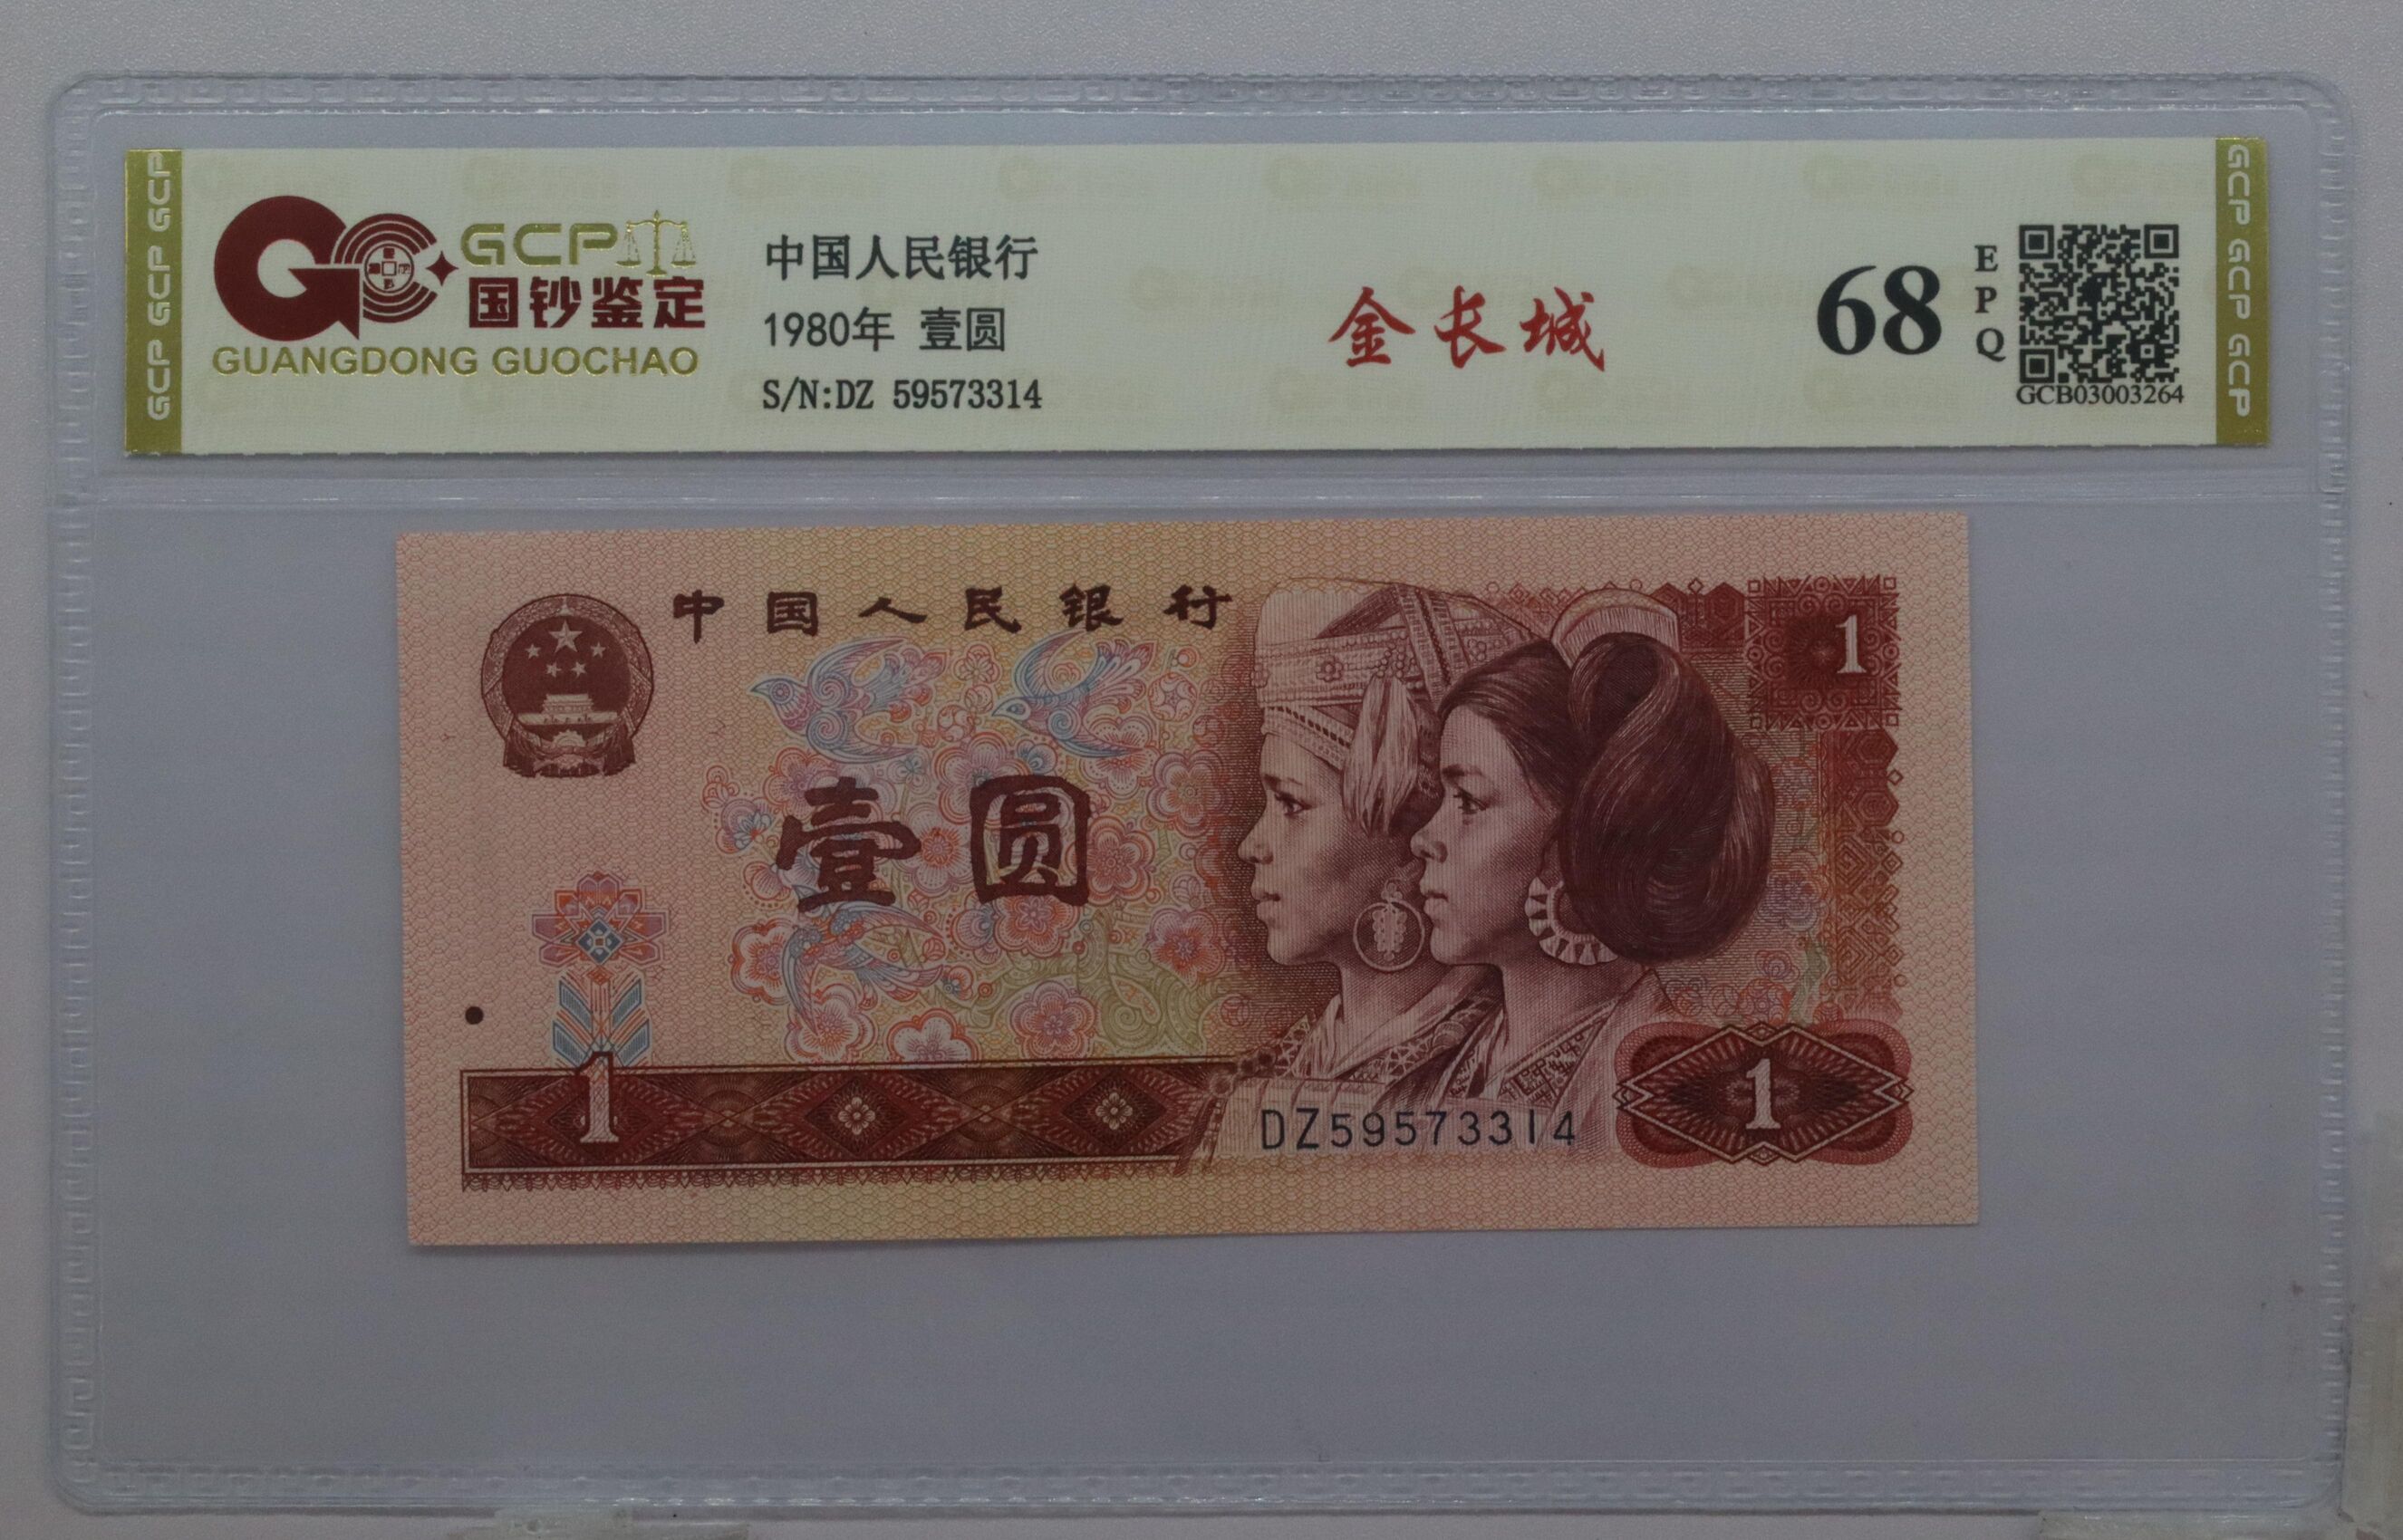 GCP GCP GCP
GCP
国钞鉴定
GUANGDONG GUOCHAO
中国人民银行
1980年 壹圆
S/N:DZ 59573314
金长城
68
EPQ
GCB03003264
GCP GCP GCP
中国人民银行
1
壹圆
1
DZ59573314
1